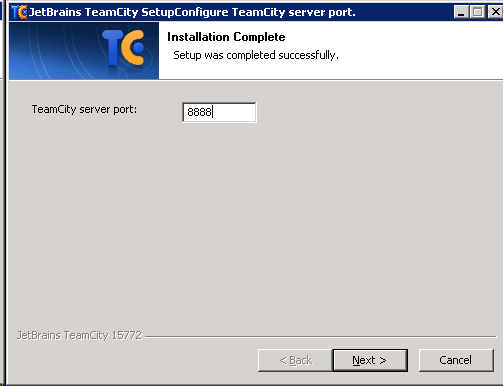 JetBrains TeamCity SetupConfigure TeamCity server port.
TC
Installation Complete
Setup was completed successfully.
TeamCity server port:
8888
JetBrains TeamCity 15772
< Back
Next >
Cancel